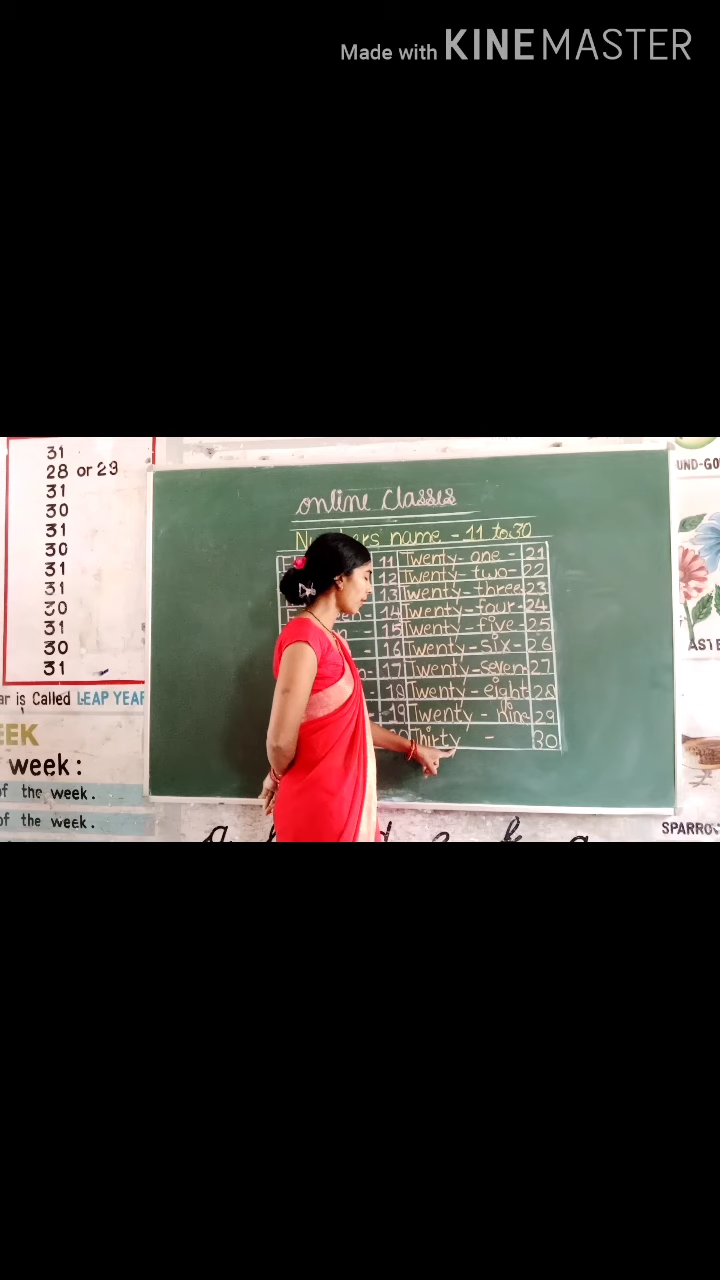 Made with KINEMASTER
31
28 or 29
31
30
31
30
31
31
30
31
30
31
ar is Called LEAP YEAR
EEK
week:
of the week.
of the week.
online classes
name - 11 to 30
11 Twenty - one - 21
12 Twenty - two - 22
13 Twenty - three 23
14 Twenty - four - 24
15 Twenty - five - 25
- 16 Twenty - six - 26
17 Twenty - seven - 27
- 18 Twenty - eight 28
19 Twenty - nine 29
Thirty - 30
UND-GO
ASTE
SPARROW